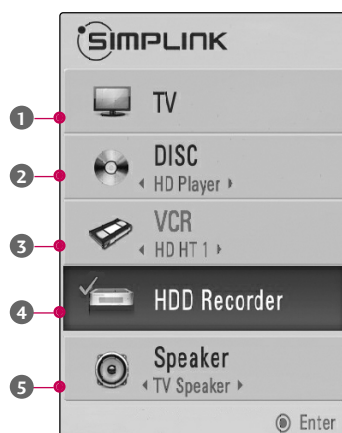 SIMPLINK
1
TV
2
DISC
◀ HD Player ▶
3
VCR
◀ HD HT 1 ▶
4
HDD Recorder
5
Speaker
◀ TV Speaker ▶
◉ Enter